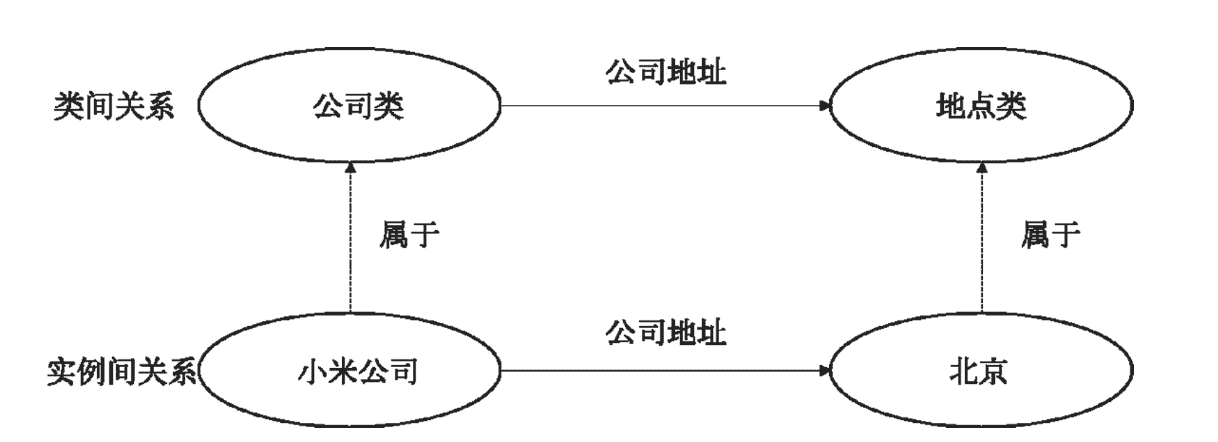 公司地址
类间关系
公司类
地点类
属于
属于
公司地址
实例间关系
小米公司
北京